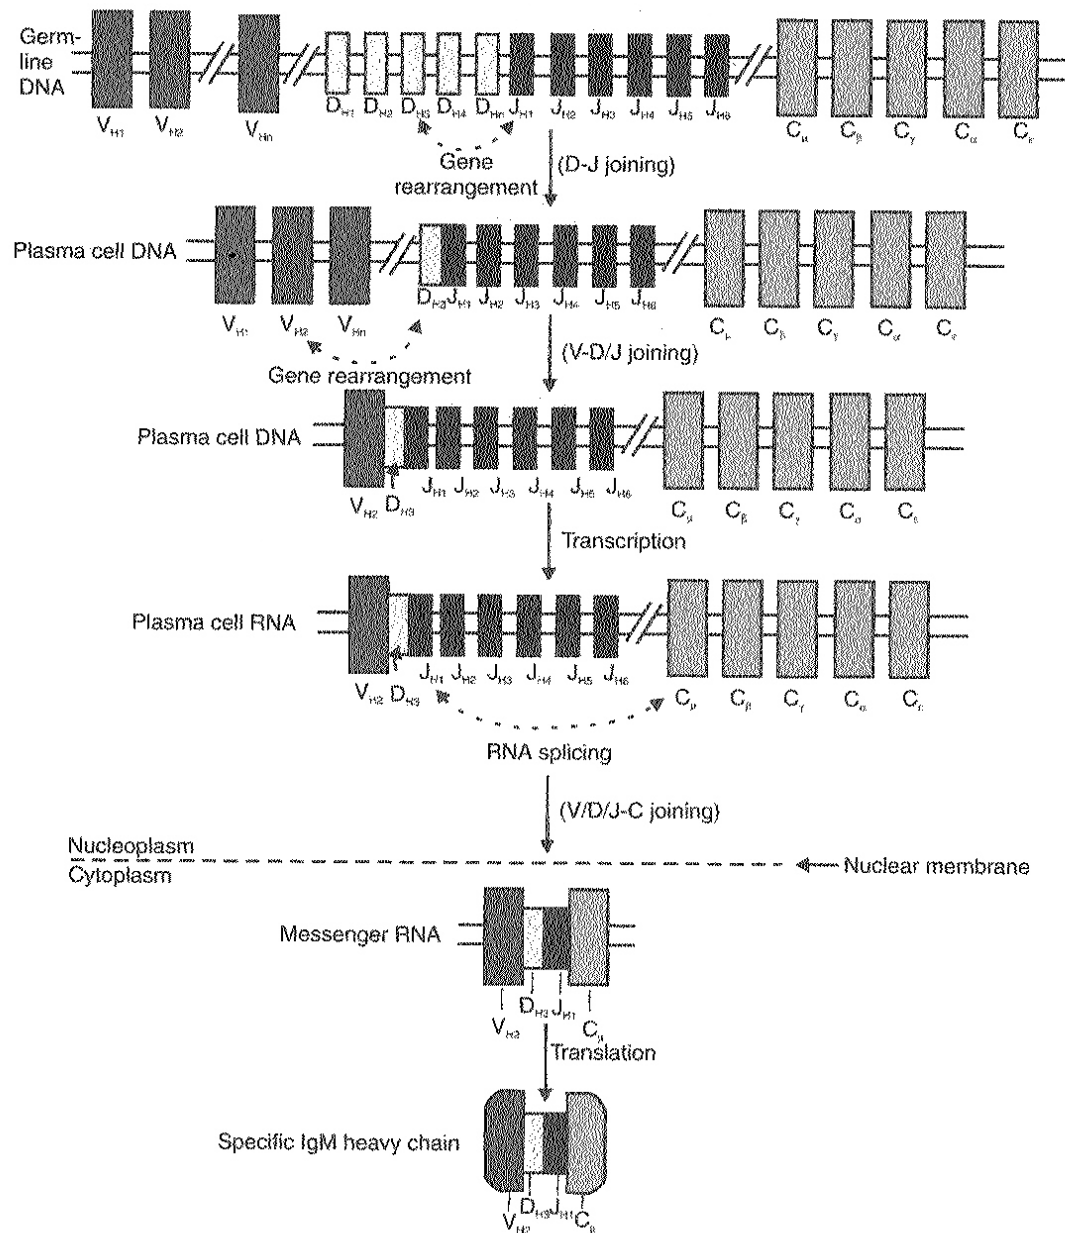 Germ-
line
DNA
V_H1 V_H2 V_Hn D_H1 D_H2 D_H3 D_H4 D_Hn J_H1 J_H2 J_H3 J_H4 J_H5 J_H6 C_μ C_β C_γ C_α C_ε
Gene
rearrangement
(D-J joining)
Plasma cell DNA
V_H1 V_H2 V_Hn D_H3 J_H1 J_H2 J_H3 J_H4 J_H5 J_H6 C_μ C_β C_γ C_α C_ε
(V-D/J joining)
Gene rearrangement
Plasma cell DNA
V_H2 D_H3 J_H1 J_H2 J_H3 J_H4 J_H5 J_H6 C_μ C_β C_γ C_α C_ε
Transcription
Plasma cell RNA
V_H2 D_H3 J_H1 J_H2 J_H3 J_H4 J_H5 J_H6 C_μ C_β C_γ C_α C_ε
RNA splicing
(V/D/J-C joining)
Nucleoplasm
Cytoplasm
Nuclear membrane
Messenger RNA
V_H2 D_H3 J_H1 C_μ
Translation
Specific IgM heavy chain
V_H2 D_H3 J_H1